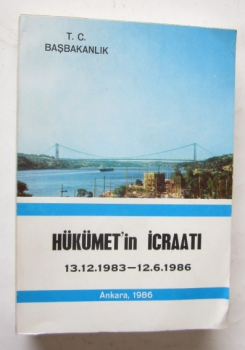 T. C.
BAŞBAKANLIK
HÜKÜMET'in İCRAATI
13.12.1983—12.6.1986
Ankara, 1986